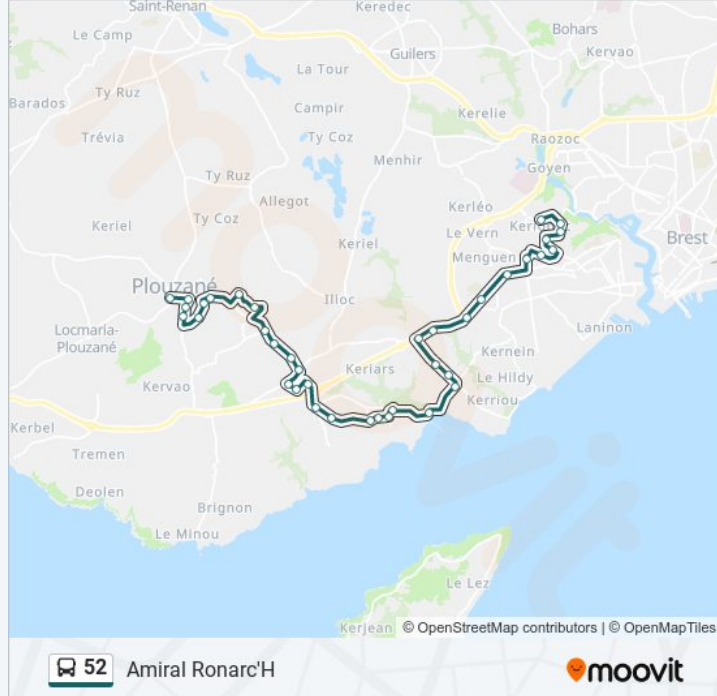 Saint-Renan
Keredec
Le Camp
Bohars
Guilers
Kervao
La Tour
Ty Ruz
Barados
Campir
Kerelie
Trévia
Ty Coz
Raozoc
Menhir
Goyen
Ty Ruz
Allegot
Kerléo
Ty Coz
Keriel
Keriel
Le Vern
Brest
Menguen
Plouzané
Illoc
Locmaria-
Plouzané
Laninon
Kernein
Keriars
Le Hildy
Kervao
Kerriou
Kerbel
Tremen
Deolen
Brignon
Le Minou
Le Lez
Kerjean
© OpenStreetMap contributors | © OpenMapTiles
52 Amiral Ronarc'H
moovit